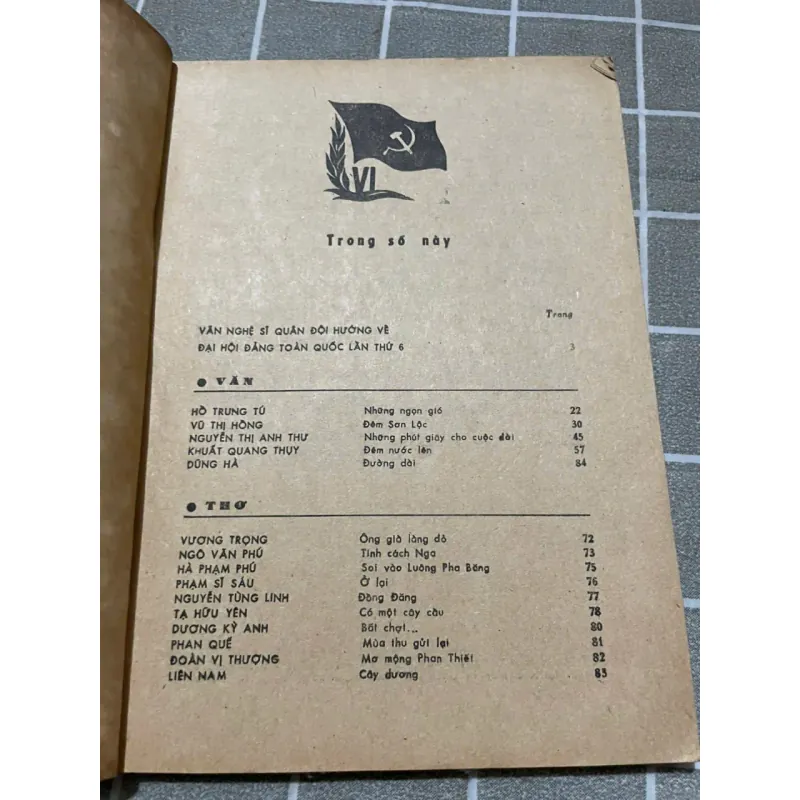 VI
Trong số này
Trang
VĂN NGHỆ SĨ QUÂN ĐỘI HƯỚNG VỀ
ĐẠI HỘI ĐẢNG TOÀN QUỐC LẦN THỨ 6 3
● VĂN
HỒ TRUNG TÚ Những ngọn gió 22
VŨ THỊ HỒNG Đêm Sơn Lộc 30
NGUYỄN THỊ ANH THƯ Những phút giây cho cuộc đời 45
KHUẤT QUANG THỤY Đêm nước lên 57
DŨNG HÀ Đường dài 84
● THƠ
VƯƠNG TRỌNG Ông già làng đô 72
NGÔ VĂN PHÚ Tính cách Nga 73
HÀ PHẠM PHÚ Soi vào Luông Pha Băng 75
PHẠM SĨ SÁU Ở lại 76
NGUYỄN TÙNG LINH Đồng Đăng 77
TẠ HỮU YÊN Có một cây cầu 78
DƯƠNG KỲ ANH Bất chợt... 80
PHAN QUẾ Mùa thu gửi lại 81
ĐOÀN VỊ THƯỢNG Mơ mộng Phan Thiết 82
LIÊN NAM Cây dương 83